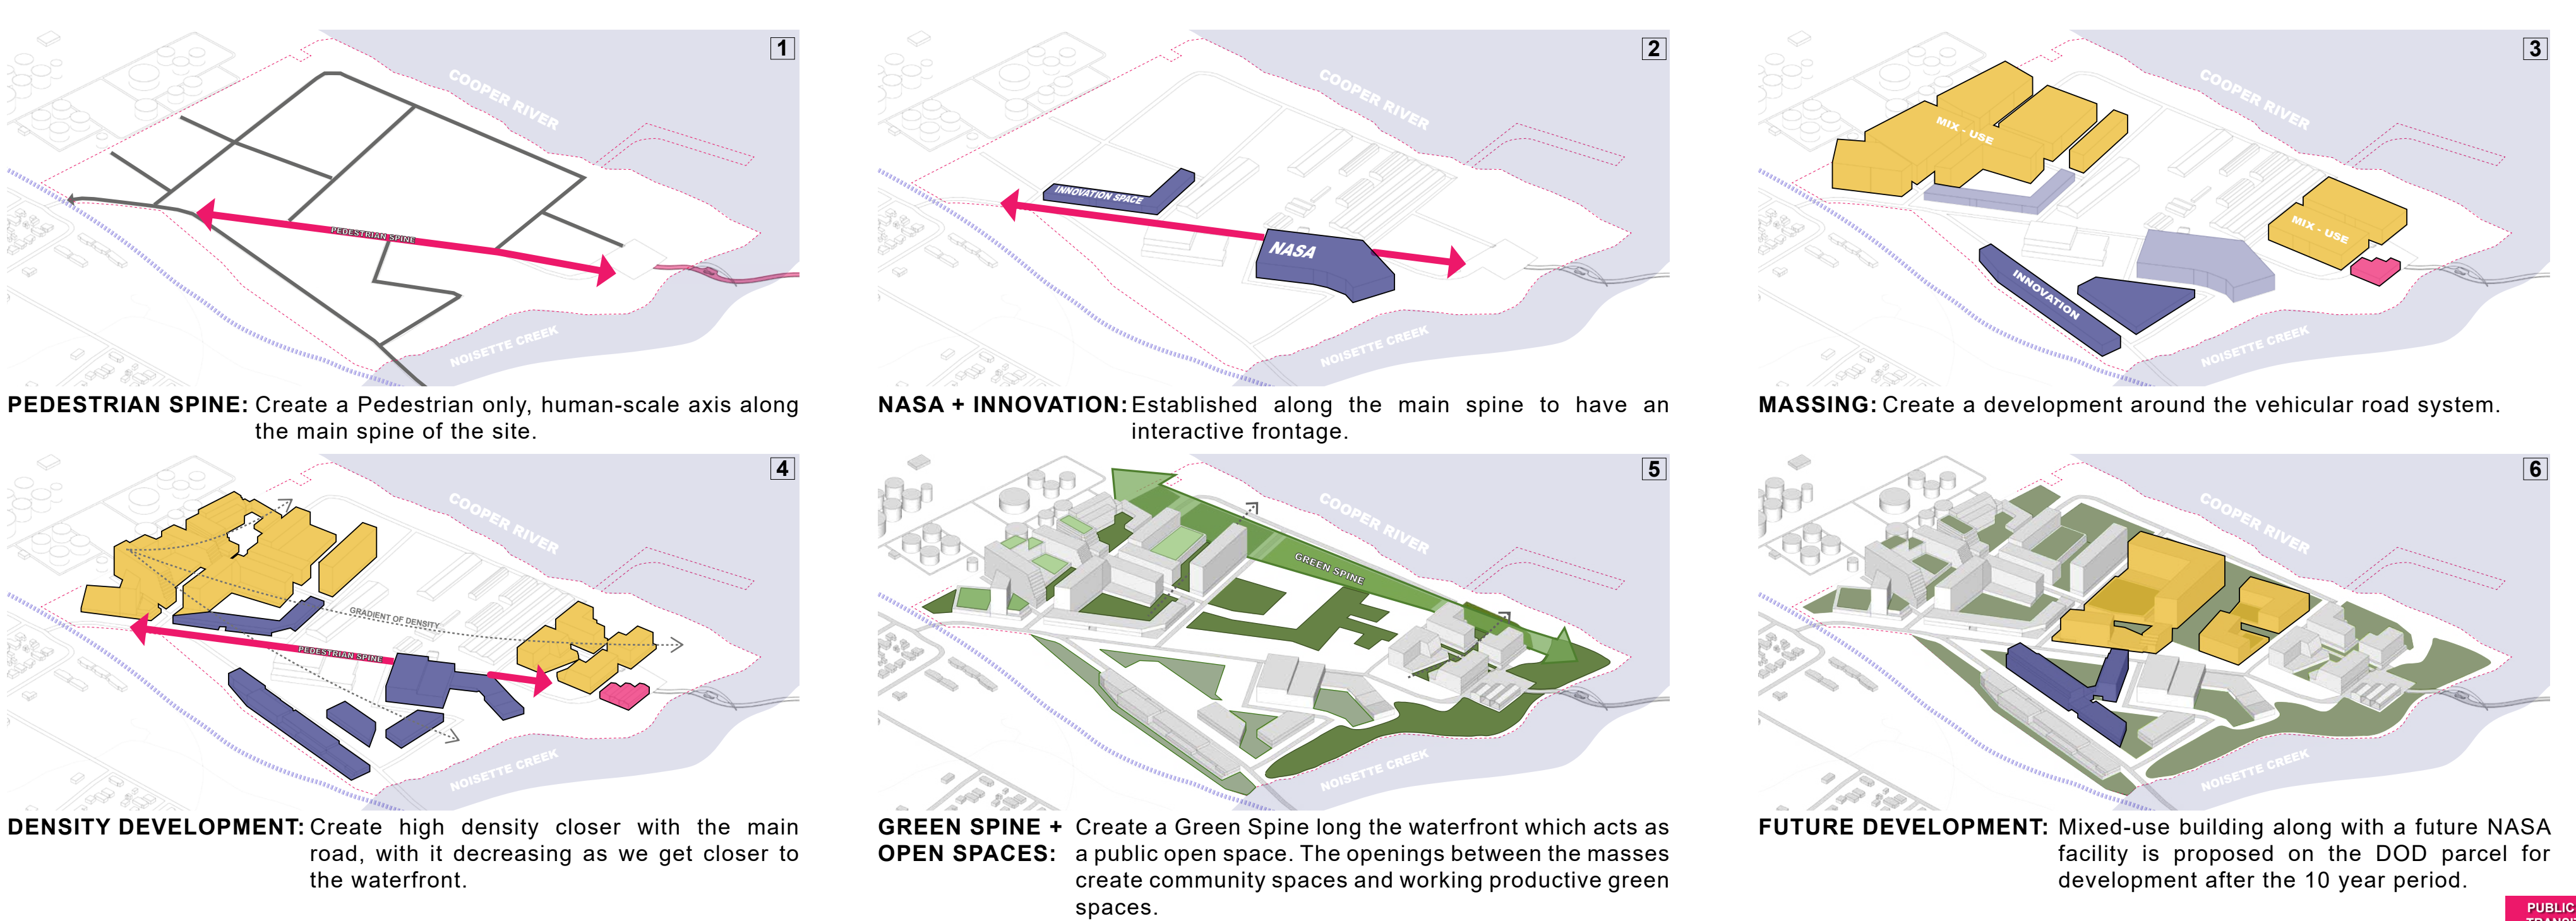 1
COOPER RIVER
PEDESTRIAN SPINE
NOISETTE CREEK
PEDESTRIAN SPINE: Create a Pedestrian only, human-scale axis along
the main spine of the site.
2
COOPER RIVER
INNOVATION SPACE
NASA
NOISETTE CREEK
NASA + INNOVATION: Established along the main spine to have an
interactive frontage.
3
COOPER RIVER
MIX - USE
MIX - USE
INNOVATION
NOISETTE CREEK
MASSING: Create a development around the vehicular road system.
4
COOPER RIVER
GRADIENT OF DENSITY
PEDESTRIAN SPINE
NOISETTE CREEK
DENSITY DEVELOPMENT: Create high density closer with the main
road, with it decreasing as we get closer to
the waterfront.
5
COOPER RIVER
GREEN SPINE
NOISETTE CREEK
GREEN SPINE + Create a Green Spine long the waterfront which acts as
OPEN SPACES: a public open space. The openings between the masses
create community spaces and working productive green
spaces.
6
COOPER RIVER
NOISETTE CREEK
FUTURE DEVELOPMENT: Mixed-use building along with a future NASA
facility is proposed on the DOD parcel for
development after the 10 year period.
PUBLIC